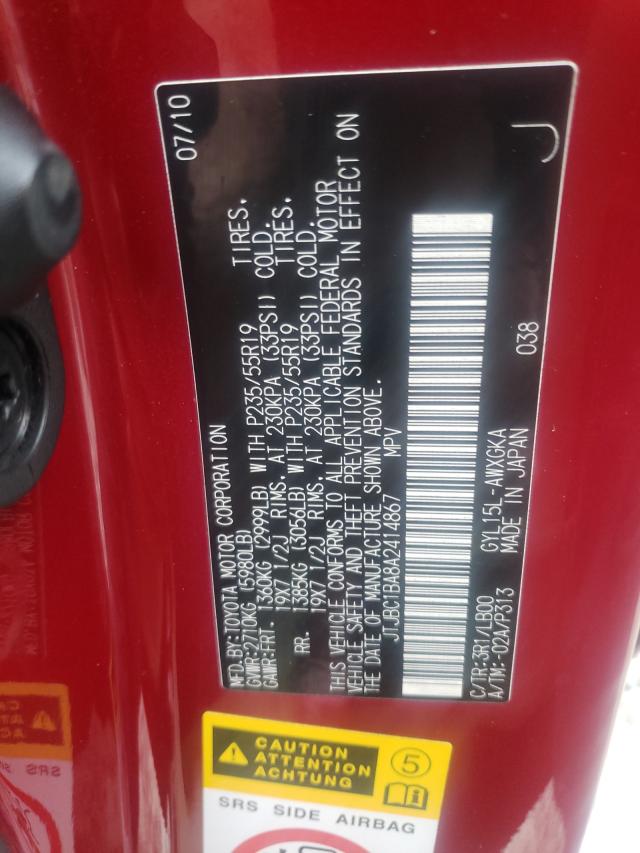 MFD.BY:TOYOTA MOTOR CORPORATION 07/10
GVWR:2710KG (5980LB)
GAWR:FRT. 1360KG (2999LB) WITH P235/55R19 TIRES.
19X7 1/2J RIMS. AT 230KPA (33PSI) COLD.
RR. 1385KG (3056LB) WITH P235/55R19 TIRES.
19X7 1/2J RIMS. AT 230KPA (33PSI) COLD.
THIS VEHICLE CONFORMS TO ALL APPLICABLE FEDERAL MOTOR
VEHICLE SAFETY AND THEFT PREVENTION STANDARDS IN EFFECT ON
THE DATE OF MANUFACTURE SHOWN ABOVE.
JTJBC1BA8A2414867 MPV
C/TR:3R1/LB00 GYL15L-AWXGKA 038
A/TM:-02A/P313 MADE IN JAPAN J
CAUTION
ATTENTION
ACHTUNG
5
SRS SIDE AIRBAG